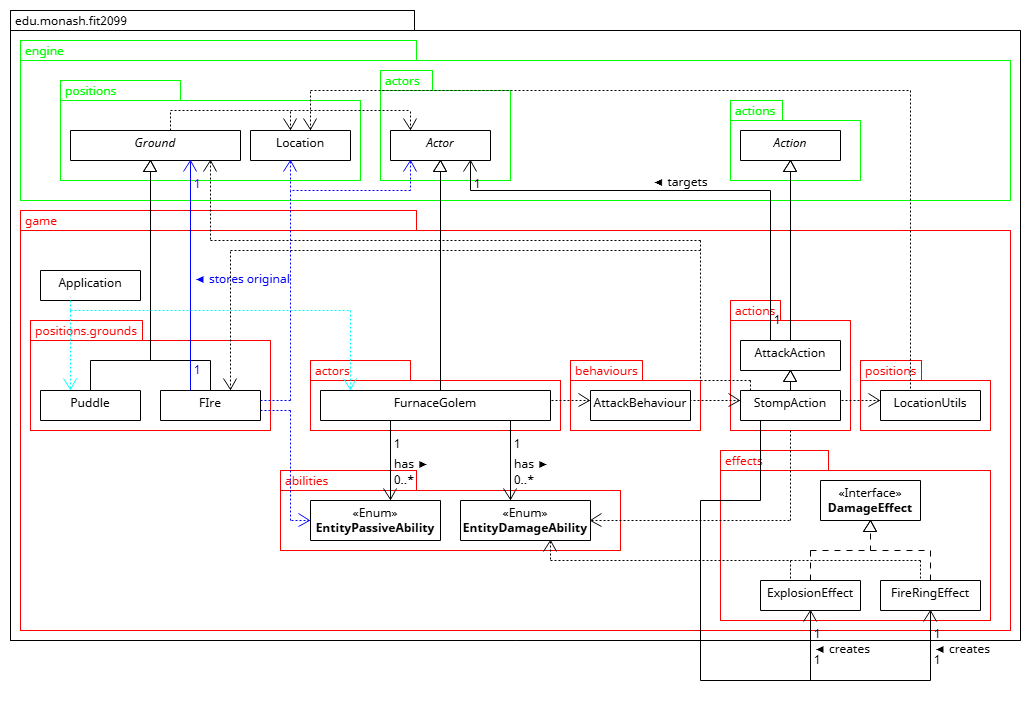 edu.monash.fit2099
engine
positions
actors
actions
Ground
Location
Actor
Action
1
1
◄ targets
game
Application
◄ stores original
positions.grounds
1
actions
1
AttackAction
actors
behaviours
positions
Puddle
FIre
FurnaceGolem
AttackBehaviour
StompAction
LocationUtils
1
has ►
0..*
1
has ►
0..*
abilities
effects
«Enum»
EntityPassiveAbility
«Enum»
EntityDamageAbility
«Interface»
DamageEffect
ExplosionEffect
FireRingEffect
1
◄ creates
1
1
◄ creates
1